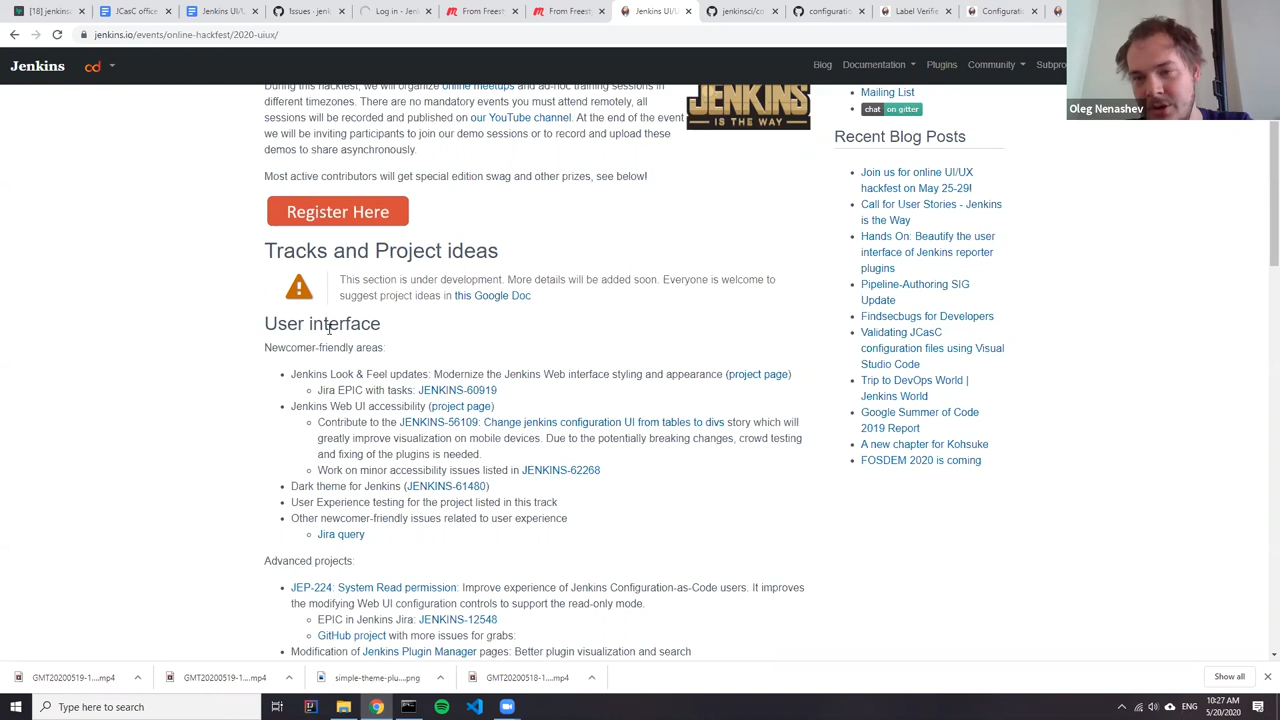 [18] jenkins
JCasC office
Jenkins UI/U
Issues · jenk
Log in · Jenk
From Freest
From Freest
Jenkins UI/U
jenkinsci/co
configuration
Label Verifie
Configuratio
jenkins.io/events/online-hackfest/2020-uiux/
Jenkins
cd
Blog
Documentation
Plugins
Community
Subpro
Oleg Nenashev
During this hackfest, we will organize online meetups and ad-hoc training sessions in
different timezones. There are no mandatory events you must attend remotely, all
sessions will be recorded and published on our YouTube channel. At the end of the event
we will be inviting participants to join our demo sessions or to record and upload these
demos to share asynchronously.
JENKINS
IS THE WAY
Most active contributors will get special edition swag and other prizes, see below!
Register Here
Tracks and Project ideas
This section is under development. More details will be added soon. Everyone is welcome to
suggest project ideas in this Google Doc
User interface
Newcomer-friendly areas:
Jenkins Look & Feel updates: Modernize the Jenkins Web interface styling and appearance (project page)
Jira EPIC with tasks: JENKINS-60919
Jenkins Web UI accessibility (project page)
Contribute to the JENKINS-56109: Change jenkins configuration UI from tables to divs story which will
greatly improve visualization on mobile devices. Due to the potentially breaking changes, crowd testing
and fixing of the plugins is needed.
Work on minor accessibility issues listed in JENKINS-62268
Dark theme for Jenkins (JENKINS-61480)
User Experience testing for the project listed in this track
Other newcomer-friendly issues related to user experience
Jira query
Advanced projects:
JEP-224: System Read permission: Improve experience of Jenkins Configuration-as-Code users. It improves
the modifying Web UI configuration controls to support the read-only mode.
EPIC in Jenkins Jira: JENKINS-12548
GitHub project with more issues for grabs:
Modification of Jenkins Plugin Manager pages: Better plugin visualization and search
Mailing List
chat on gitter
Recent Blog Posts
Join us for online UI/UX
hackfest on May 25-29!
Call for User Stories - Jenkins
is the Way
Hands On: Beautify the user
interface of Jenkins reporter
plugins
Pipeline-Authoring SIG
Update
Findsecbugs for Developers
Validating JCasC
configuration files using Visual
Studio Code
Trip to DevOps World |
Jenkins World
Google Summer of Code
2019 Report
A new chapter for Kohsuke
FOSDEM 2020 is coming
GMT20200519-1....mp4
GMT20200519-1....mp4
simple-theme-plu....png
GMT20200518-1....mp4
Show all
Type here to search
ENG
10:27 AM
5/20/2020